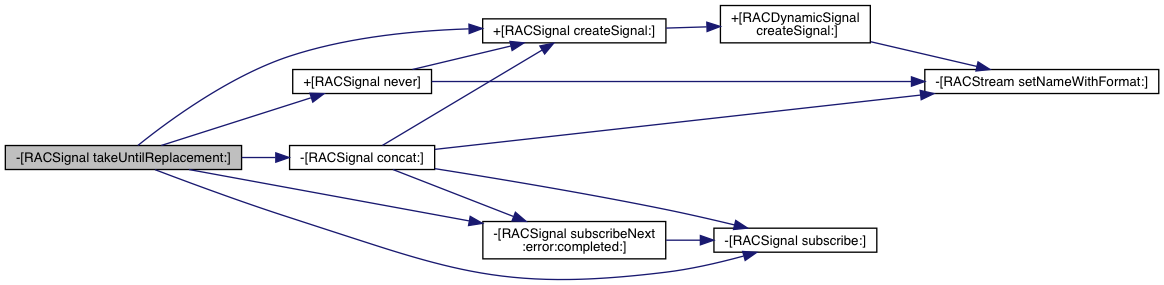 -[RACSignal takeUntilReplacement:]
+[RACSignal createSignal:]
+[RACSignal never]
-[RACSignal concat:]
-[RACSignal subscribeNext
:error:completed:]
+[RACDynamicSignal
createSignal:]
-[RACStream setNameWithFormat:]
-[RACSignal subscribe:]